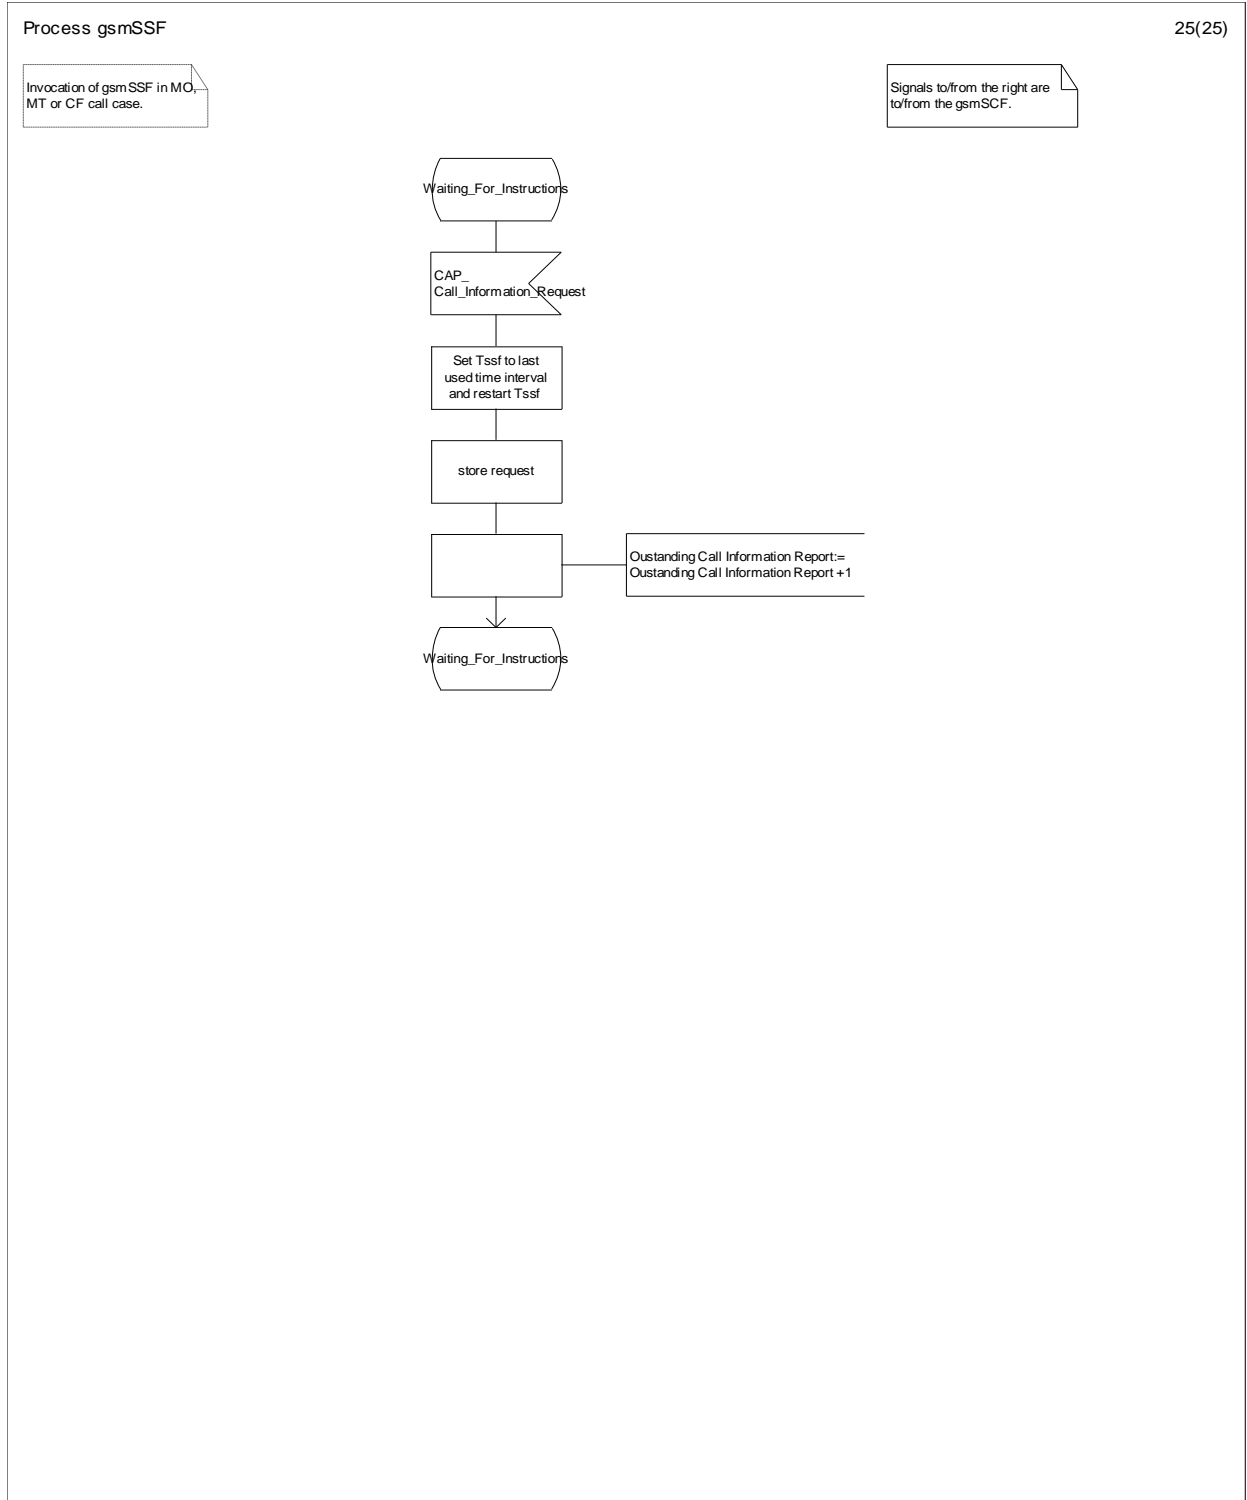 Process gsmSSF
25(25)
Invocation of gsmSSF in MO,
MT or CF call case.
Signals to/from the right are
to/from the gsmSCF.
Waiting_For_Instructions
CAP_
Call_Information_Request
Set Tssf to last
used time interval
and restart Tssf
store request
Oustanding Call Information Report:=
Oustanding Call Information Report +1
Waiting_For_Instructions